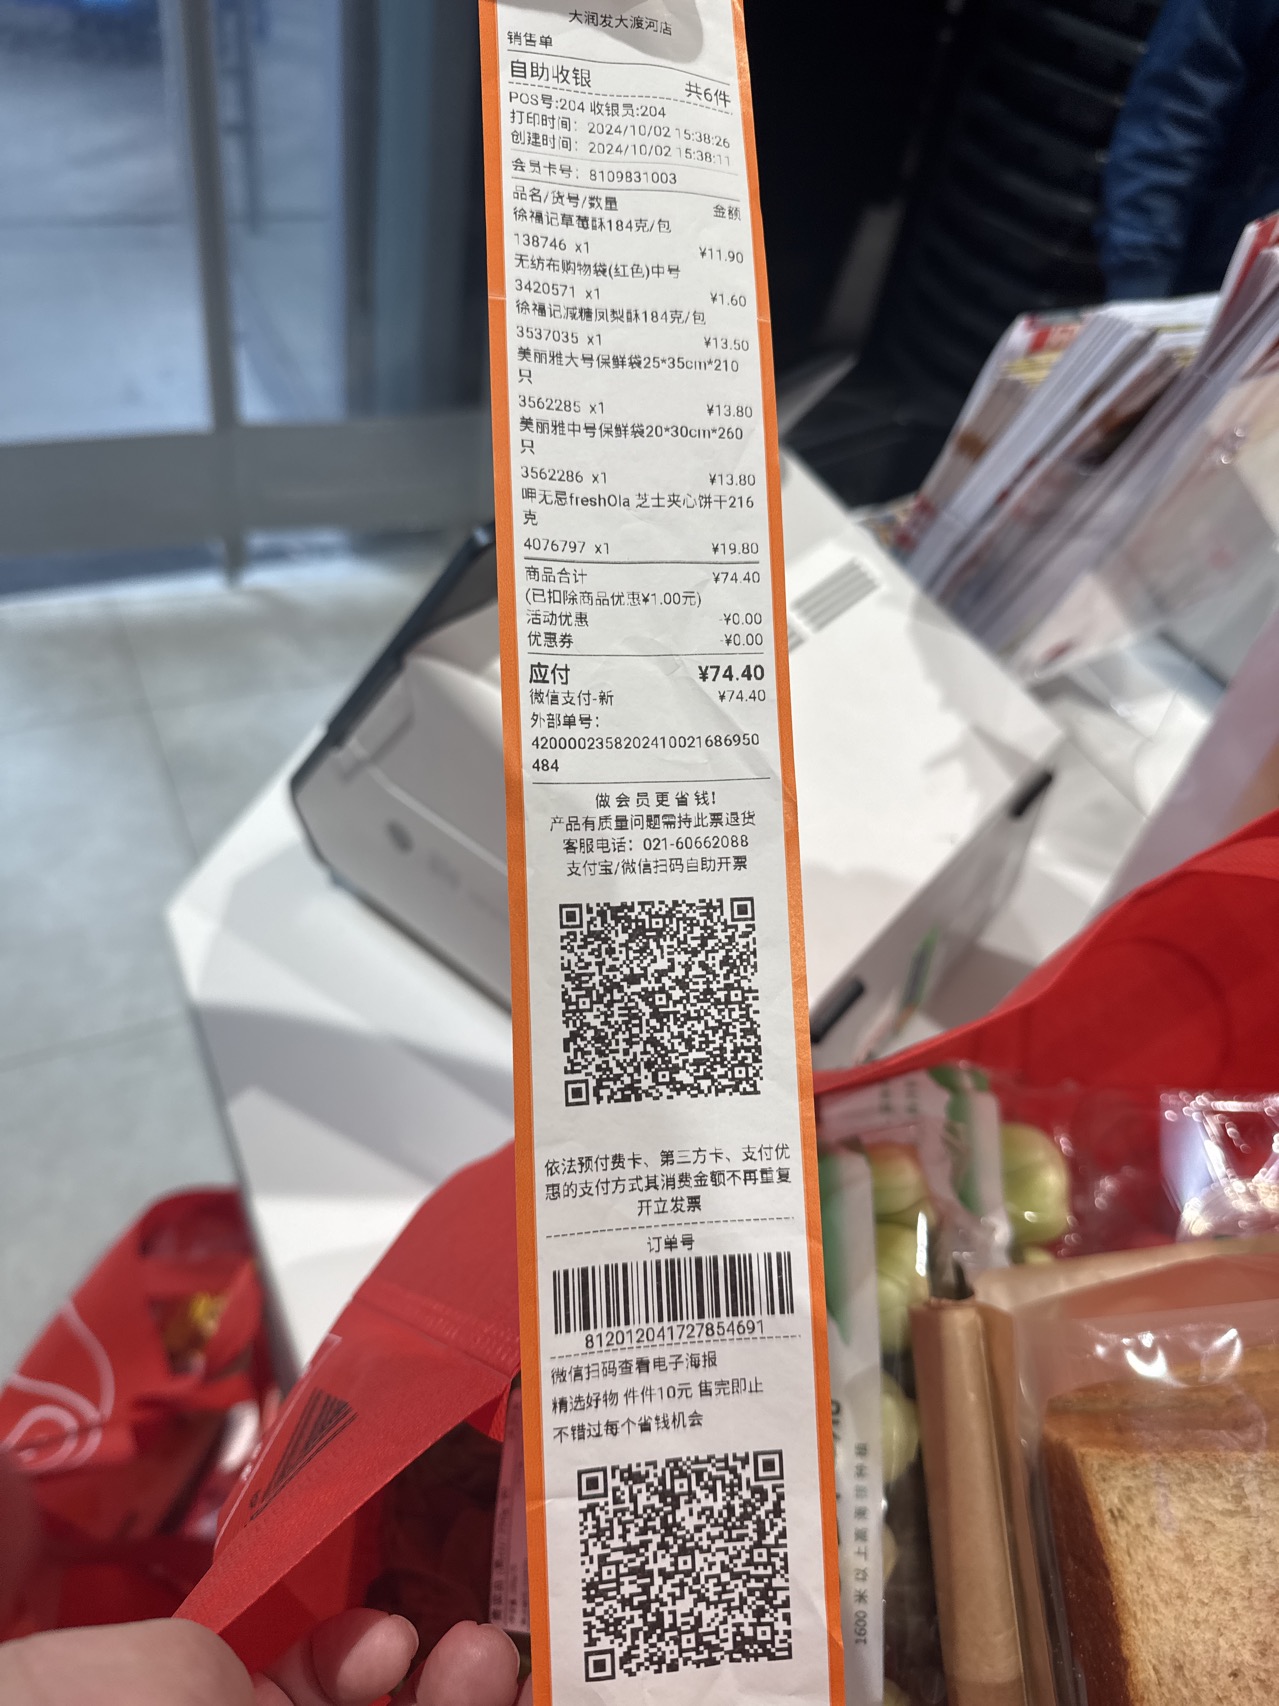 大润发大渡河店
销售单
自助收银 共6件
POS号:204 收银员:204
打印时间: 2024/10/02 15:38:26
创建时间: 2024/10/02 15:38:11
会员卡号: 8109831003
品名/货号/数量 金额
徐福记草莓酥184克/包
138746 x1 ¥11.90
无纺布购物袋(红色)中号
3420571 x1 ¥1.60
徐福记减糖凤梨酥184克/包
3537035 x1 ¥13.50
美丽雅大号保鲜袋25*35cm*210
只
3562285 x1 ¥13.80
美丽雅中号保鲜袋20*30cm*260
只
3562286 x1 ¥13.80
呷无忌freshOla 芝士夹心饼干216
克
4076797 x1 ¥19.80
商品合计 ¥74.40
(已扣除商品优惠¥1.00元)
活动优惠 -¥0.00
优惠券 -¥0.00
应付 ¥74.40
微信支付-新 ¥74.40
外部单号:
4200002358202410021686950
484
做会员更省钱!
产品有质量问题需持此票退货
客服电话: 021-60662088
支付宝/微信扫码自助开票
依法预付费卡、第三方卡、支付优
惠的支付方式其消费金额不再重复
开立发票
订单号
812012041727854691
微信扫码查看电子海报
精选好物 件件10元 售完即止
不错过每个省钱机会